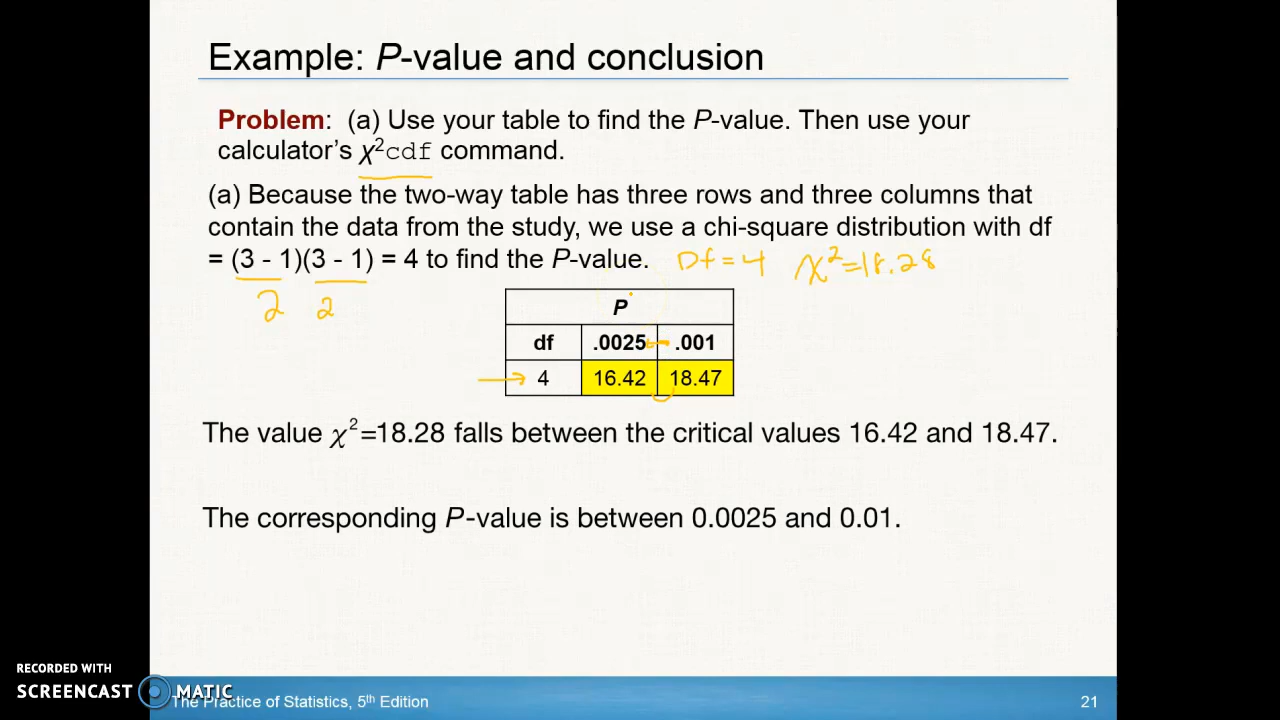 Example: P-value and conclusion
Problem: (a) Use your table to find the P-value. Then use your
calculator's χ²cdf command.
(a) Because the two-way table has three rows and three columns that
contain the data from the study, we use a chi-square distribution with df
= (3 - 1)(3 - 1) = 4 to find the P-value. Df = 4 χ²=18.28
2 2
P
df .0025 .001
4 16.42 18.47
The value χ²=18.28 falls between the critical values 16.42 and 18.47.
The corresponding P-value is between 0.0025 and 0.01.
RECORDED WITH
SCREENCAST MATIC
The Practice of Statistics, 5th Edition 21